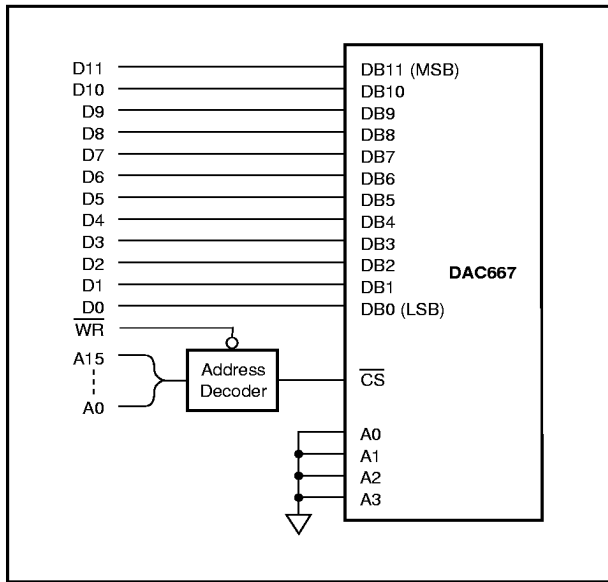 D11 DB11 (MSB)
D10 DB10
D9 DB9
D8 DB8
D7 DB7
D6 DB6
D5 DB5
D4 DB4
D3 DB3
D2 DB2
DAC667
D1 DB1
D0 DB0 (LSB)
WR
A15
Address
Decoder
CS
A0
A0
A1
A2
A3